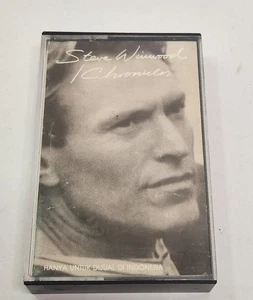 Steve Winwood
/Chronicles
HANYA UNTUK DIJUAL DI INDONESIA